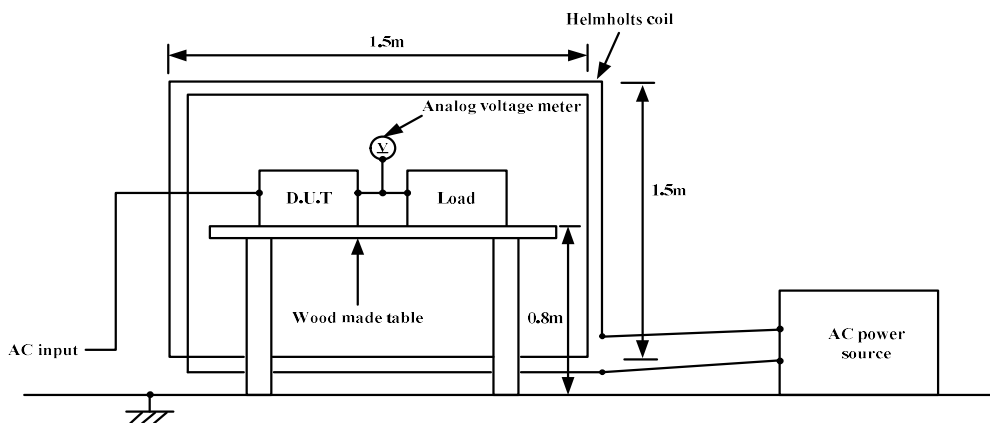 Helmholts coil
1.5m
Analog voltage meter
V
D.U.T
Load
1.5m
Wood made table
0.8m
AC input
AC power
source